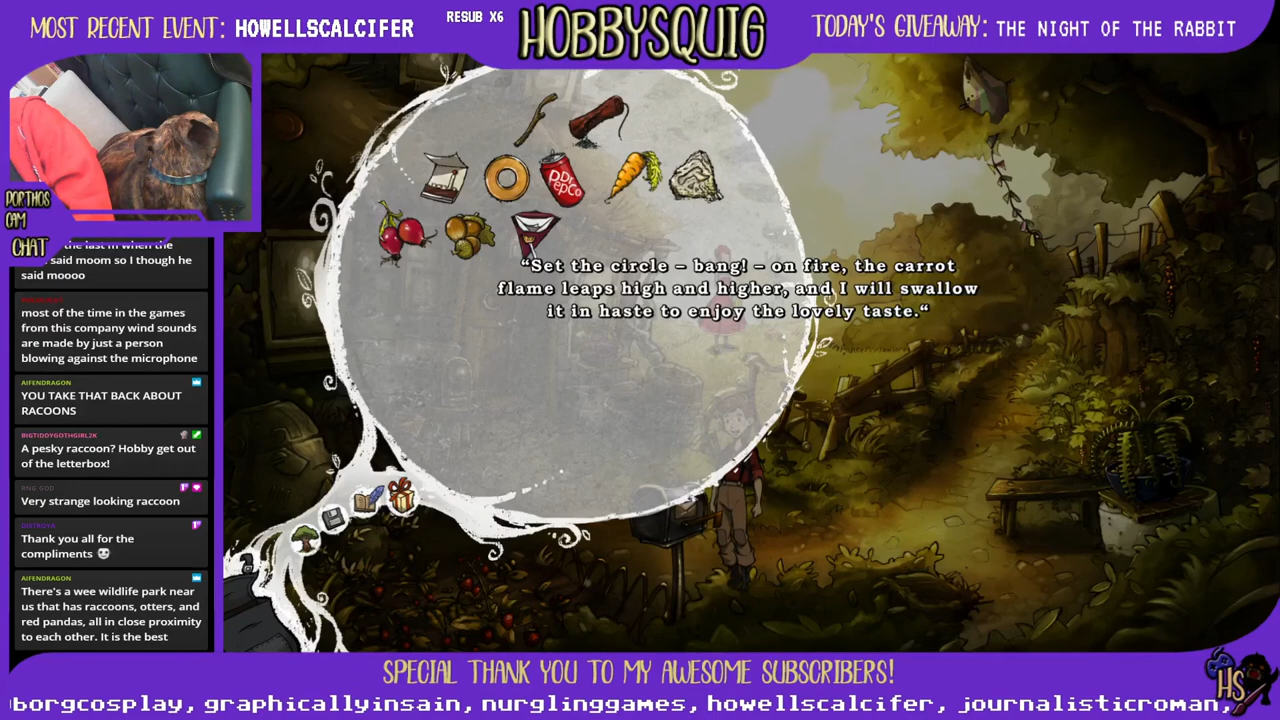 MOST RECENT EVENT: HOWELLSCALCIFER
RESUB X6
HOBBYSQUIG
TODAY'S GIVEAWAY: THE NIGHT OF THE RABBIT
PORTHOS
CAM
CHAT
the last m when the
said moom so I though he
said moooo
most of the time in the games
from this company wind sounds
are made by just a person
blowing against the microphone
AIFENDRAGON
YOU TAKE THAT BACK ABOUT
RACOONS
BIGTIDDYGOTHGIRL2K
A pesky raccoon? Hobby get out
of the letterbox!
RNG GOD
Very strange looking raccoon
DISTROYA
Thank you all for the
compliments
AIFENDRAGON
There's a wee wildlife park near
us that has raccoons, otters, and
red pandas, all in close proximity
to each other. It is the best
DR
PepCo
“Set the circle – bang! – on fire, the carrot
flame leaps high and higher, and I will swallow
it in haste to enjoy the lovely taste.“
SPECIAL THANK YOU TO MY AWESOME SUBSCRIBERS!
borgcosplay, graphicallyinsain, nurglinggames, howellscalcifer, journalisticroman,
HS